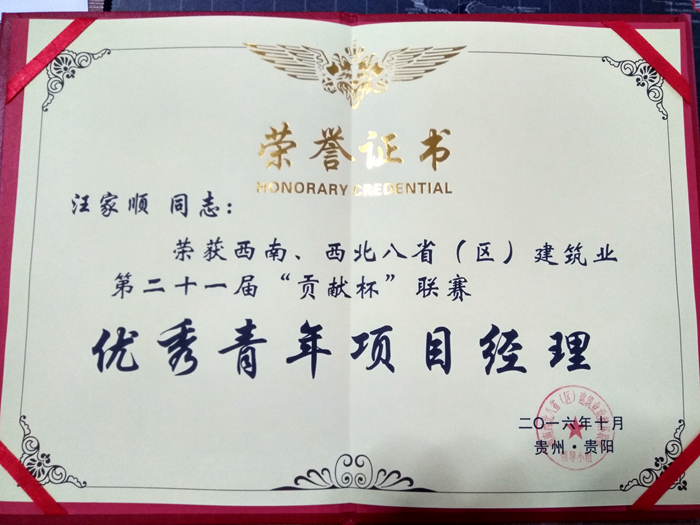 荣誉证书
HONORARY CREDENTIAL
汪家顺 同志：
荣获西南、西北八省（区）建筑业
第二十一届“贡献杯”联赛
优秀青年项目经理
二〇一六年十月
贵州·贵阳